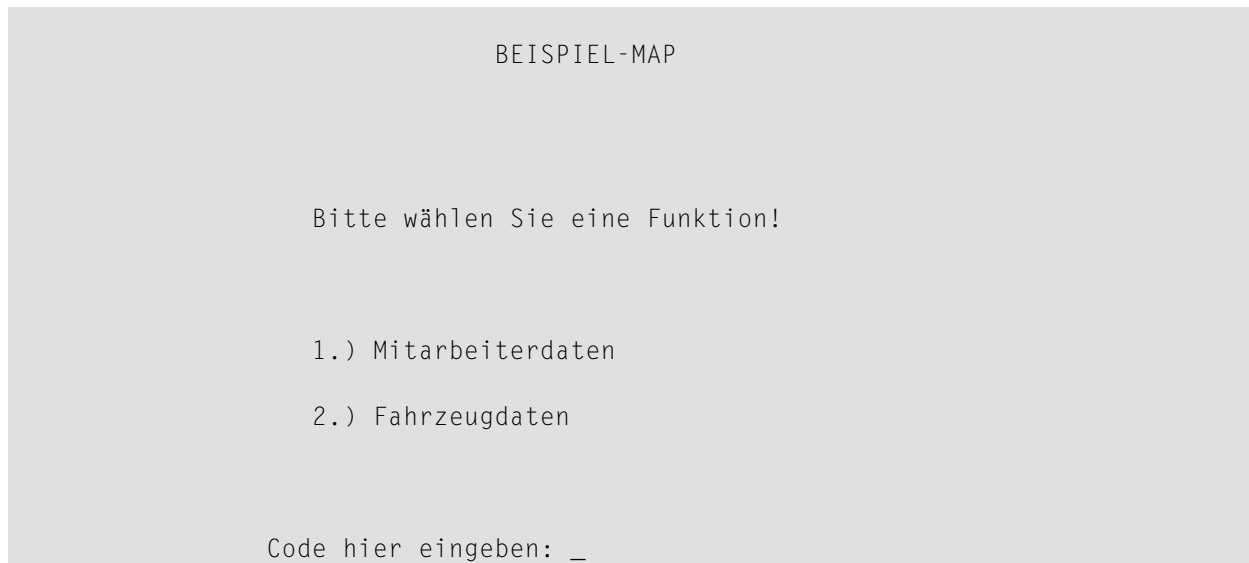 BEISPIEL-MAP
Bitte wählen Sie eine Funktion!
1.) Mitarbeiterdaten
2.) Fahrzeugdaten
Code hier eingeben: _